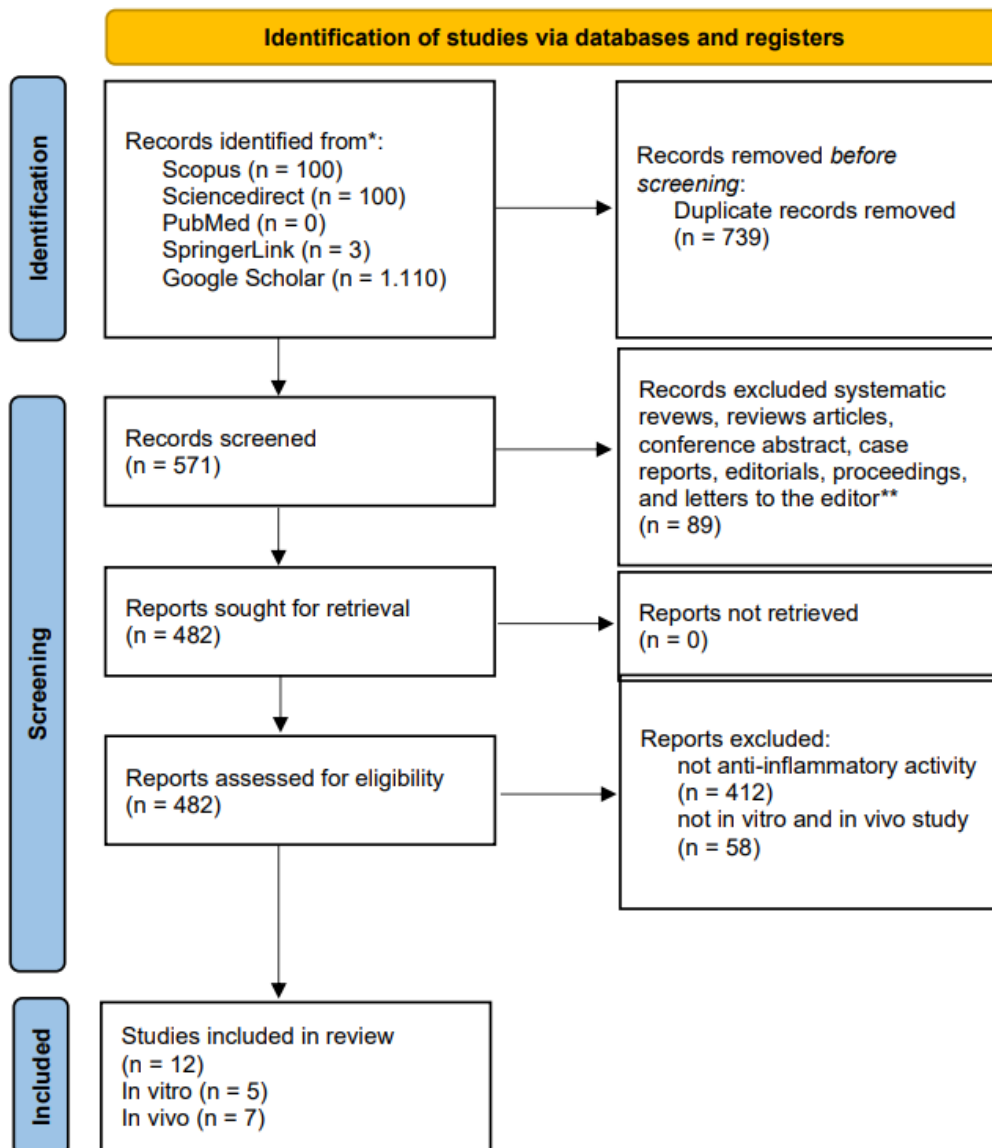 Identification of studies via databases and registers
Identification
Records identified from*:
Scopus (n = 100)
Sciencedirect (n = 100)
PubMed (n = 0)
SpringerLink (n = 3)
Google Scholar (n = 1.110)
Records removed before
screening:
Duplicate records removed
(n = 739)
Screening
Records screened
(n = 571)
Records excluded systematic
revews, reviews articles,
conference abstract, case
reports, editorials, proceedings,
and letters to the editor**
(n = 89)
Reports sought for retrieval
(n = 482)
Reports not retrieved
(n = 0)
Reports assessed for eligibility
(n = 482)
Reports excluded:
not anti-inflammatory activity
(n = 412)
not in vitro and in vivo study
(n = 58)
Included
Studies included in review
(n = 12)
In vitro (n = 5)
In vivo (n = 7)